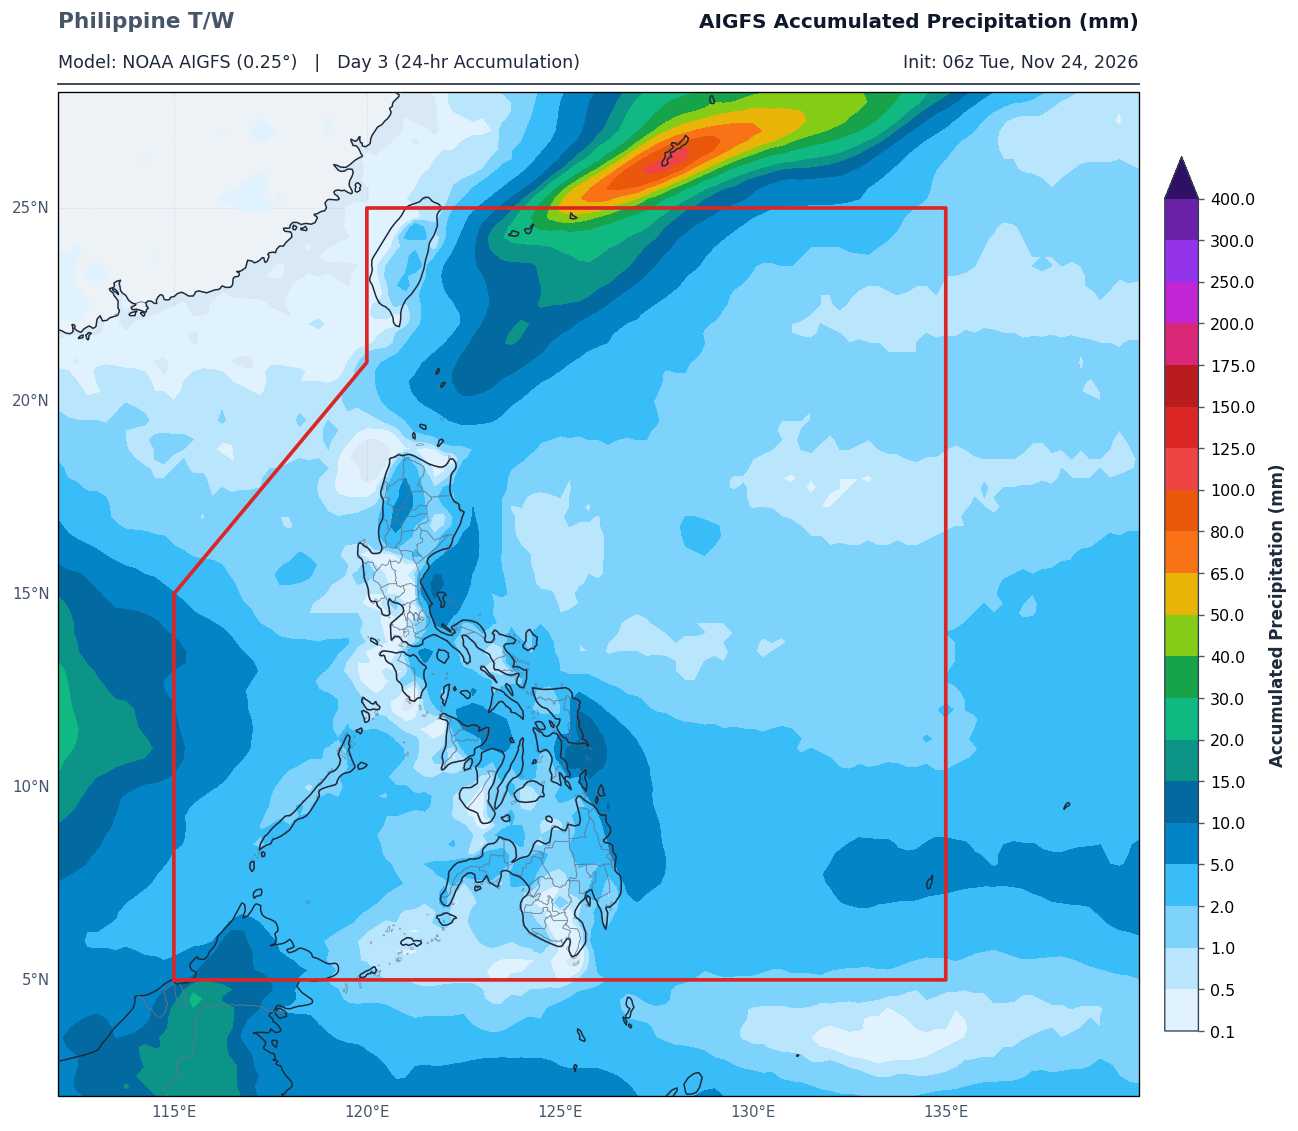 Philippine T/W
AIGFS Accumulated Precipitation (mm)
Model: NOAA AIGFS (0.25°)   |   Day 3 (24-hr Accumulation)
Init: 06z Tue, Nov 24, 2026
25°N
20°N
15°N
10°N
5°N
115°E
120°E
125°E
130°E
135°E
400.0
300.0
250.0
200.0
175.0
150.0
125.0
100.0
80.0
65.0
50.0
40.0
30.0
20.0
15.0
10.0
5.0
2.0
1.0
0.5
0.1
Accumulated Precipitation (mm)